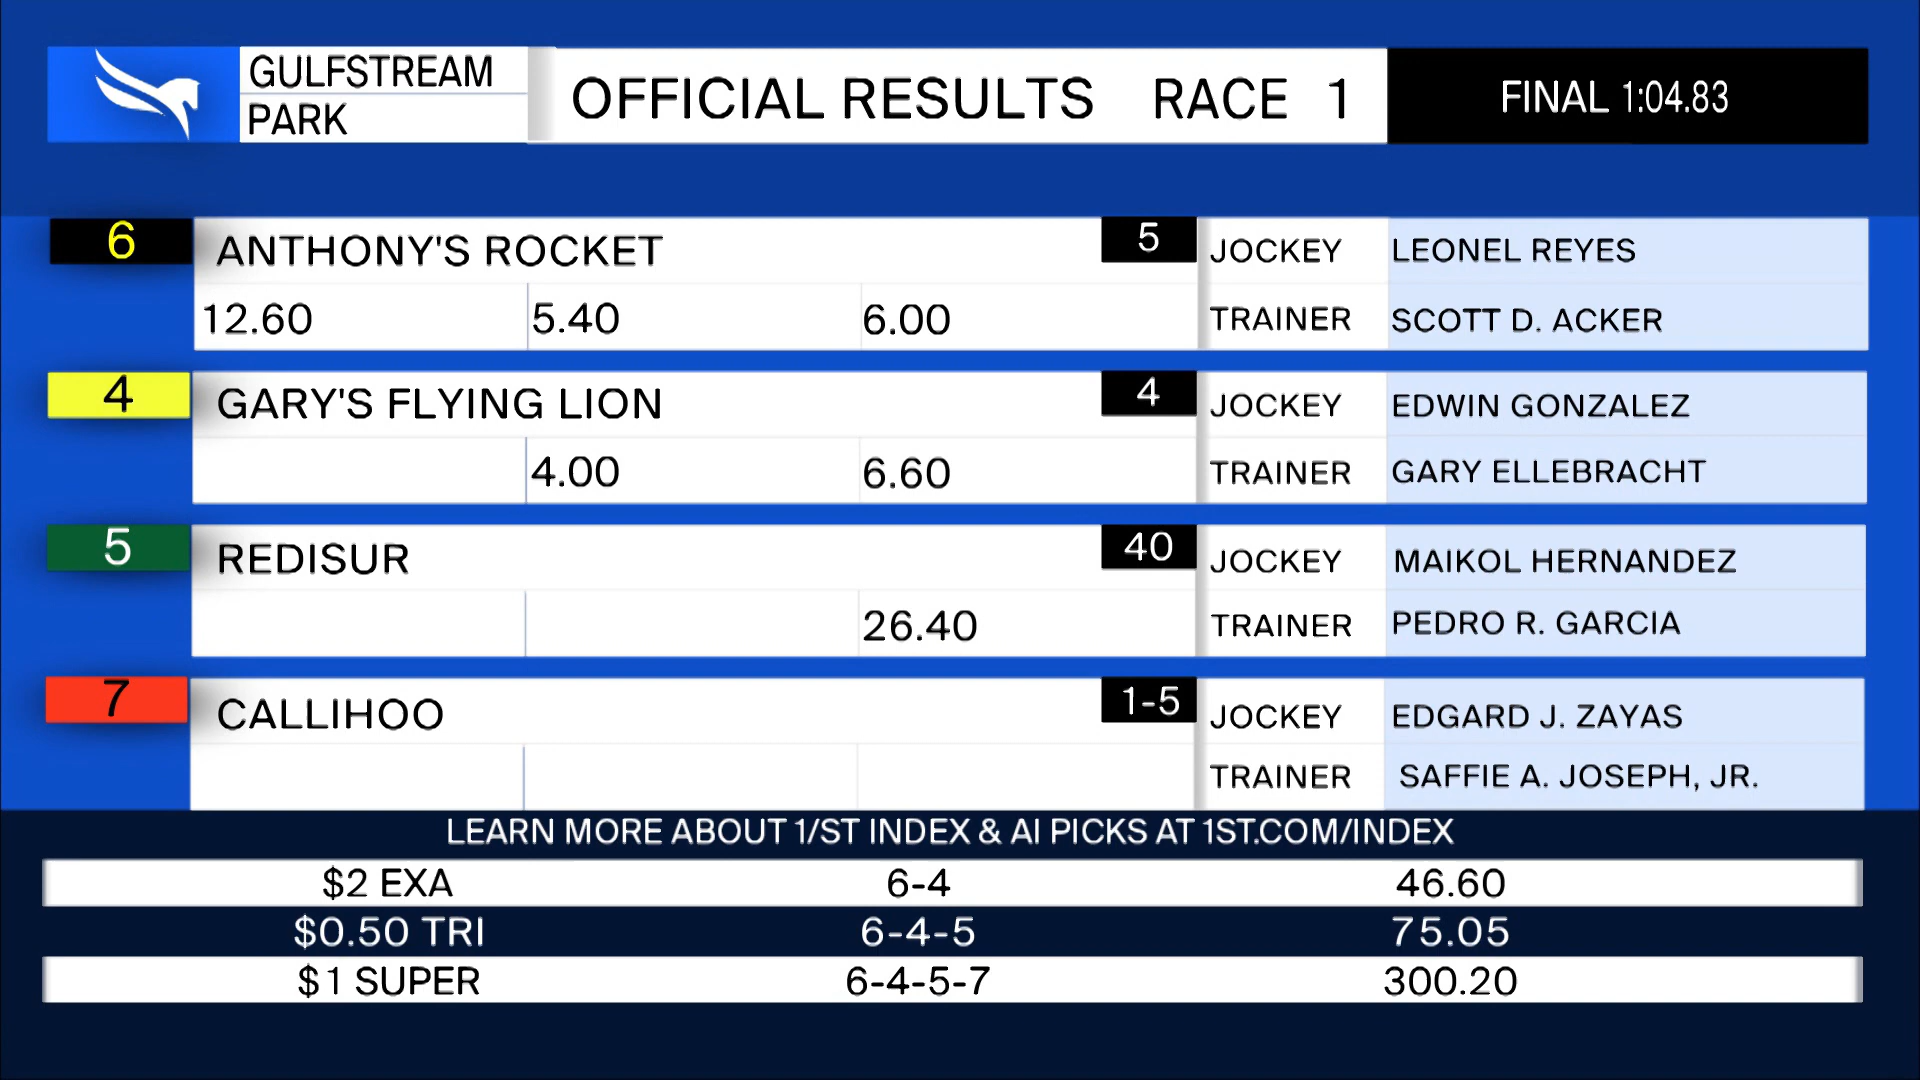 GULFSTREAM
PARK
OFFICIAL RESULTS RACE 1
FINAL 1:04.83
6 ANTHONY'S ROCKET 5 JOCKEY LEONEL REYES
12.60 5.40 6.00 TRAINER SCOTT D. ACKER
4 GARY'S FLYING LION 4 JOCKEY EDWIN GONZALEZ
4.00 6.60 TRAINER GARY ELLEBRACHT
5 REDISUR 40 JOCKEY MAIKOL HERNANDEZ
26.40 TRAINER PEDRO R. GARCIA
7 CALLIHOO 1-5 JOCKEY EDGARD J. ZAYAS
TRAINER SAFFIE A. JOSEPH, JR.
LEARN MORE ABOUT 1/ST INDEX & AI PICKS AT 1ST.COM/INDEX
$2 EXA 6-4 46.60
$0.50 TRI 6-4-5 75.05
$1 SUPER 6-4-5-7 300.20